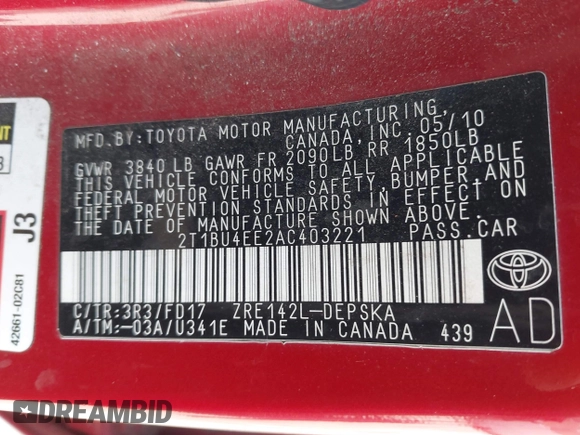 MFD. BY: TOYOTA MOTOR MANUFACTURING,
CANADA, INC. 05/10
GVWR 3840 LB GAWR FR 2090LB RR 1850LB
THIS VEHICLE CONFORMS TO ALL APPLICABLE
FEDERAL MOTOR VEHICLE SAFETY, BUMPER, AND
THEFT PREVENTION STANDARDS IN EFFECT ON
THE DATE OF MANUFACTURE SHOWN ABOVE.
2T1BU4EE2AC403221 PASS. CAR
C/TR: 3R3/FD17 ZRE142L-DEPSKA
A/TM: -03A/U341E MADE IN CANADA 439
AD
J3
42661-02C81
DREAMBID